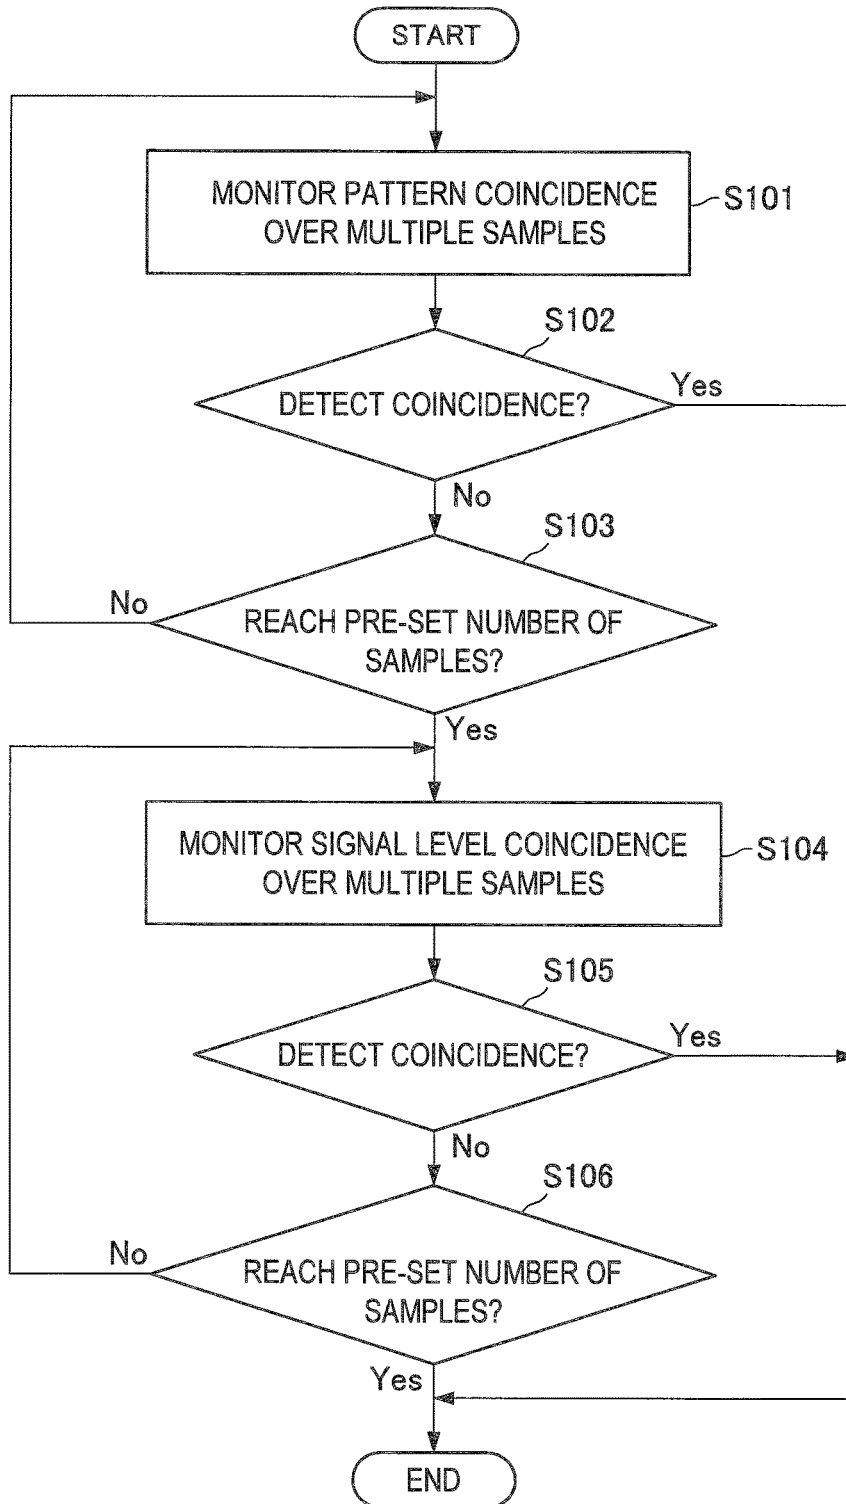 START
MONITOR PATTERN COINCIDENCE
OVER MULTIPLE SAMPLES
S101
S102
DETECT COINCIDENCE?
Yes
No
S103
REACH PRE-SET NUMBER OF
SAMPLES?
No
Yes
MONITOR SIGNAL LEVEL COINCIDENCE
OVER MULTIPLE SAMPLES
S104
S105
DETECT COINCIDENCE?
Yes
No
S106
REACH PRE-SET NUMBER OF
SAMPLES?
No
Yes
END